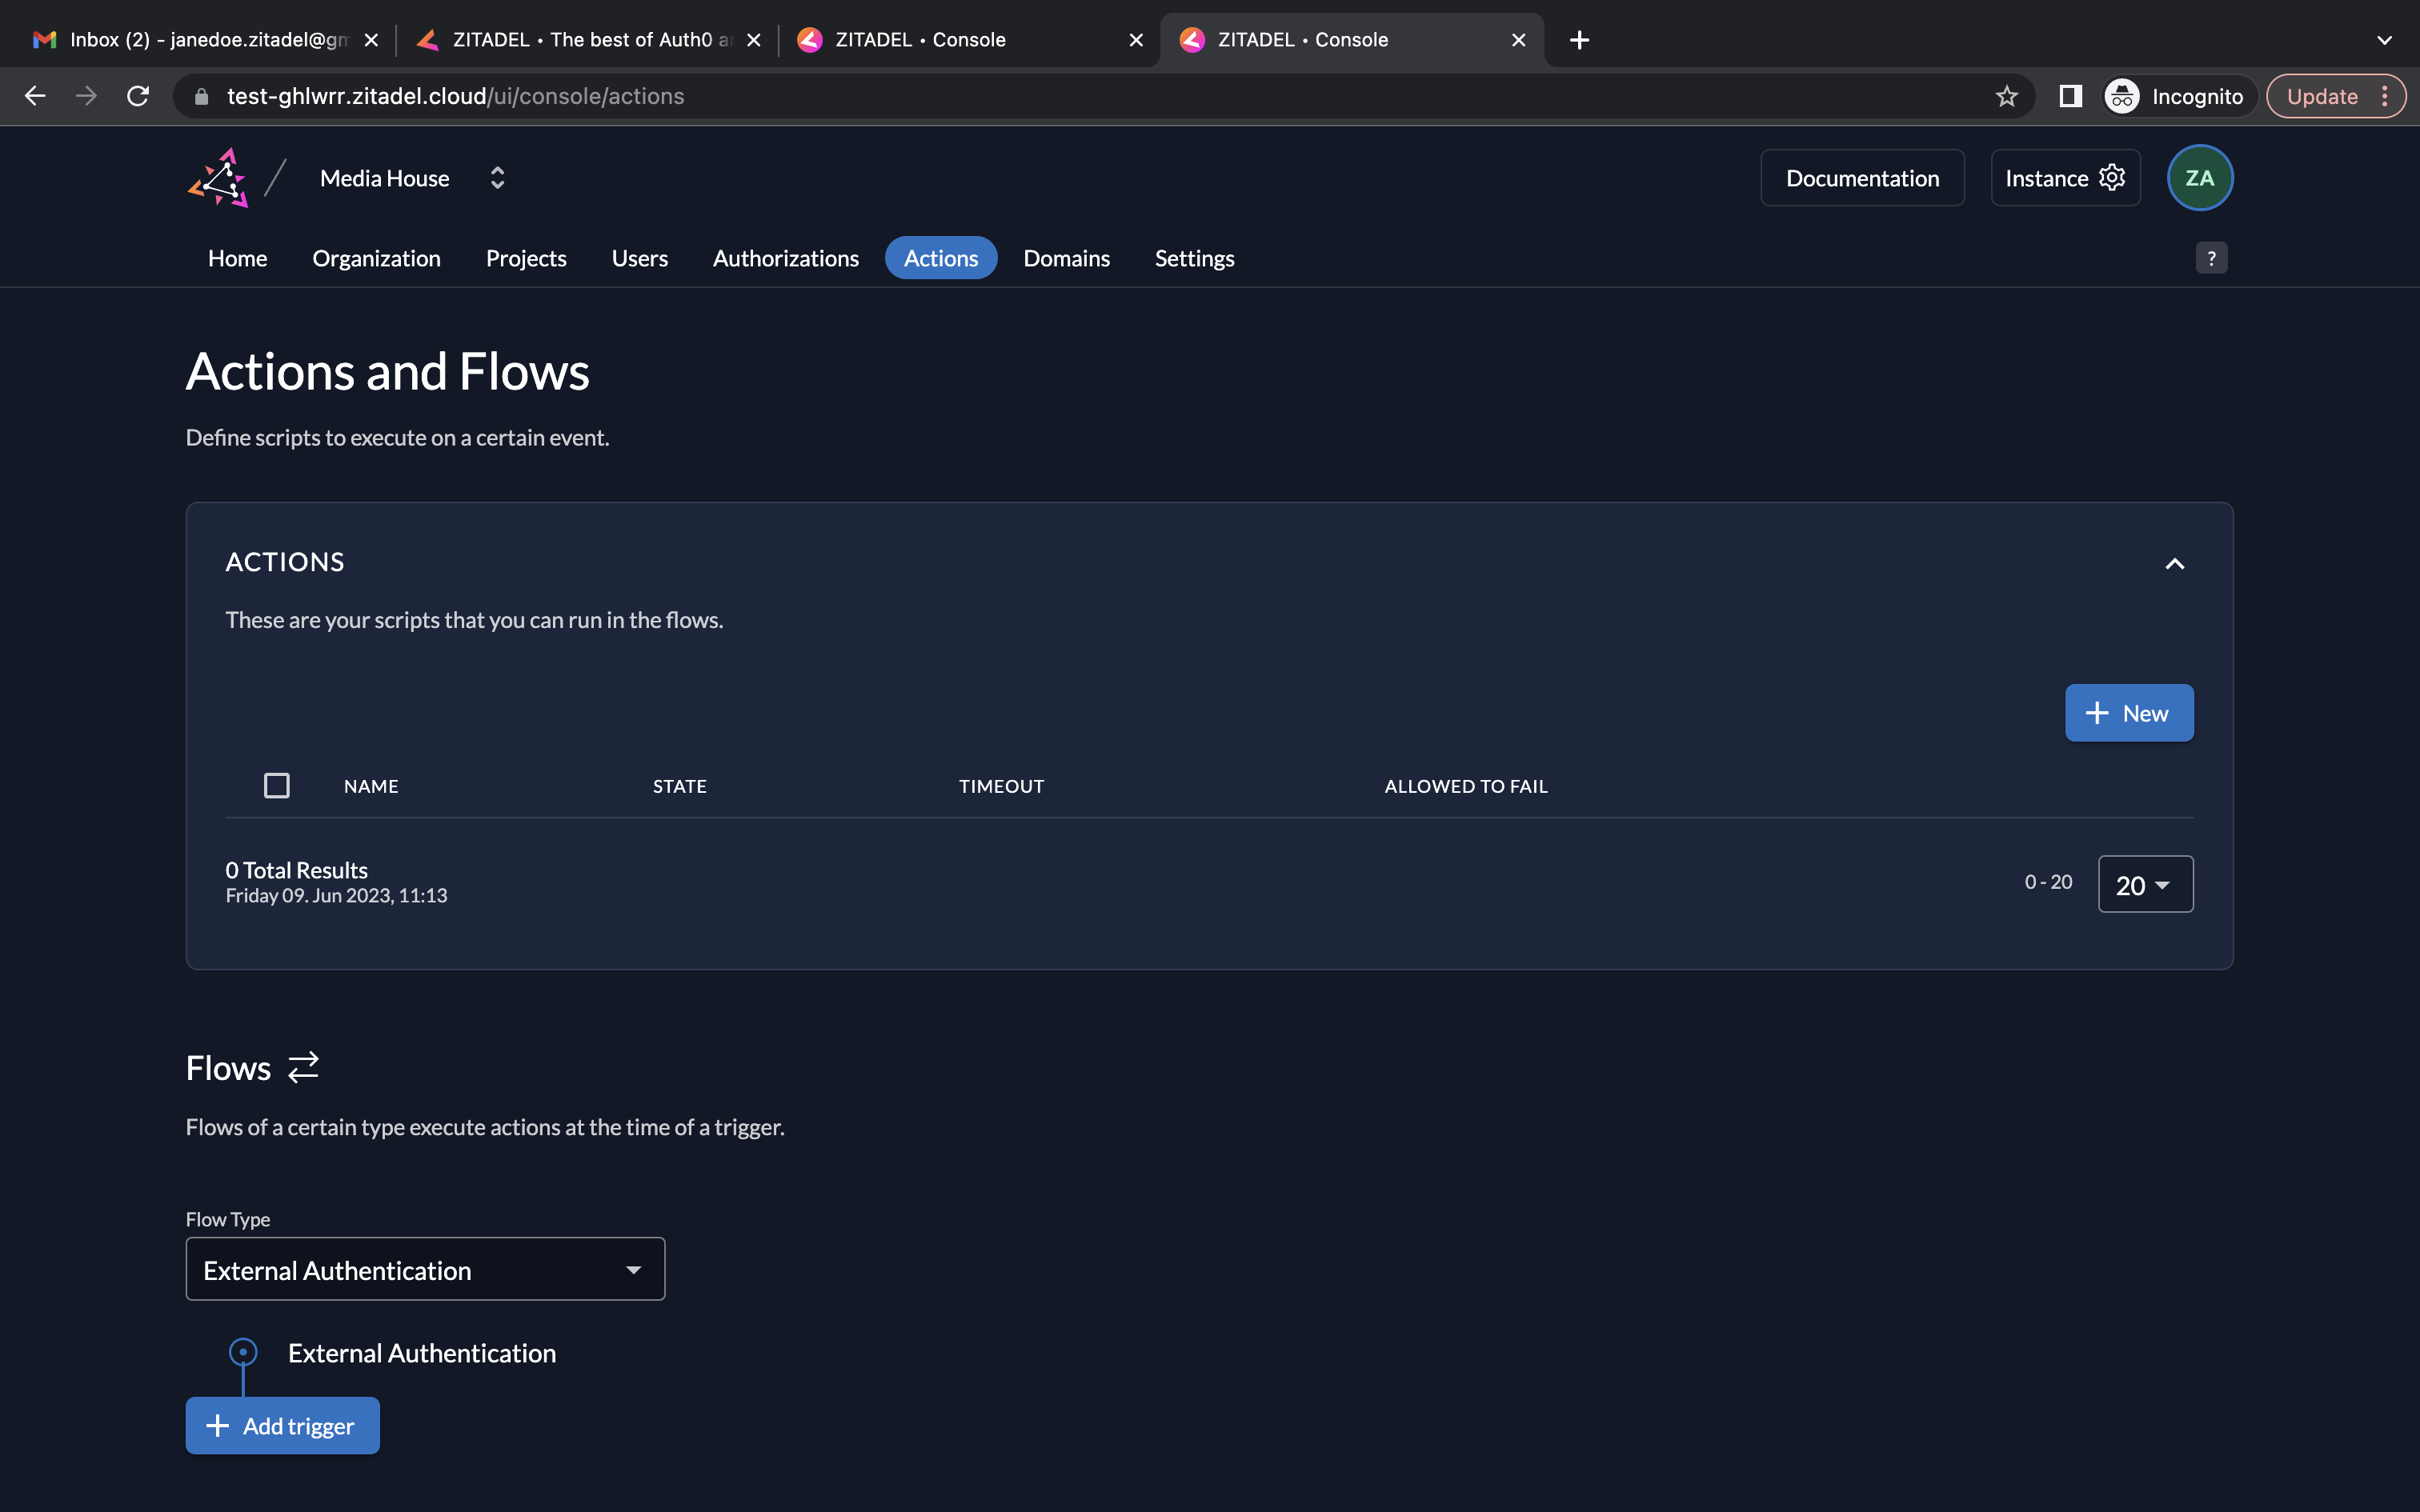 Inbox (2) - janedoe.zitadel@gm
ZITADEL • The best of Auth0 a
ZITADEL • Console
ZITADEL • Console
test-ghlwrr.zitadel.cloud/ui/console/actions
Incognito
Update
Media House
Documentation
Instance
ZA
Home
Organization
Projects
Users
Authorizations
Actions
Domains
Settings
?
Actions and Flows
Define scripts to execute on a certain event.
ACTIONS
These are your scripts that you can run in the flows.
New
NAME
STATE
TIMEOUT
ALLOWED TO FAIL
0 Total Results
Friday 09. Jun 2023, 11:13
0 - 20
20
Flows
Flows of a certain type execute actions at the time of a trigger.
Flow Type
External Authentication
External Authentication
Add trigger